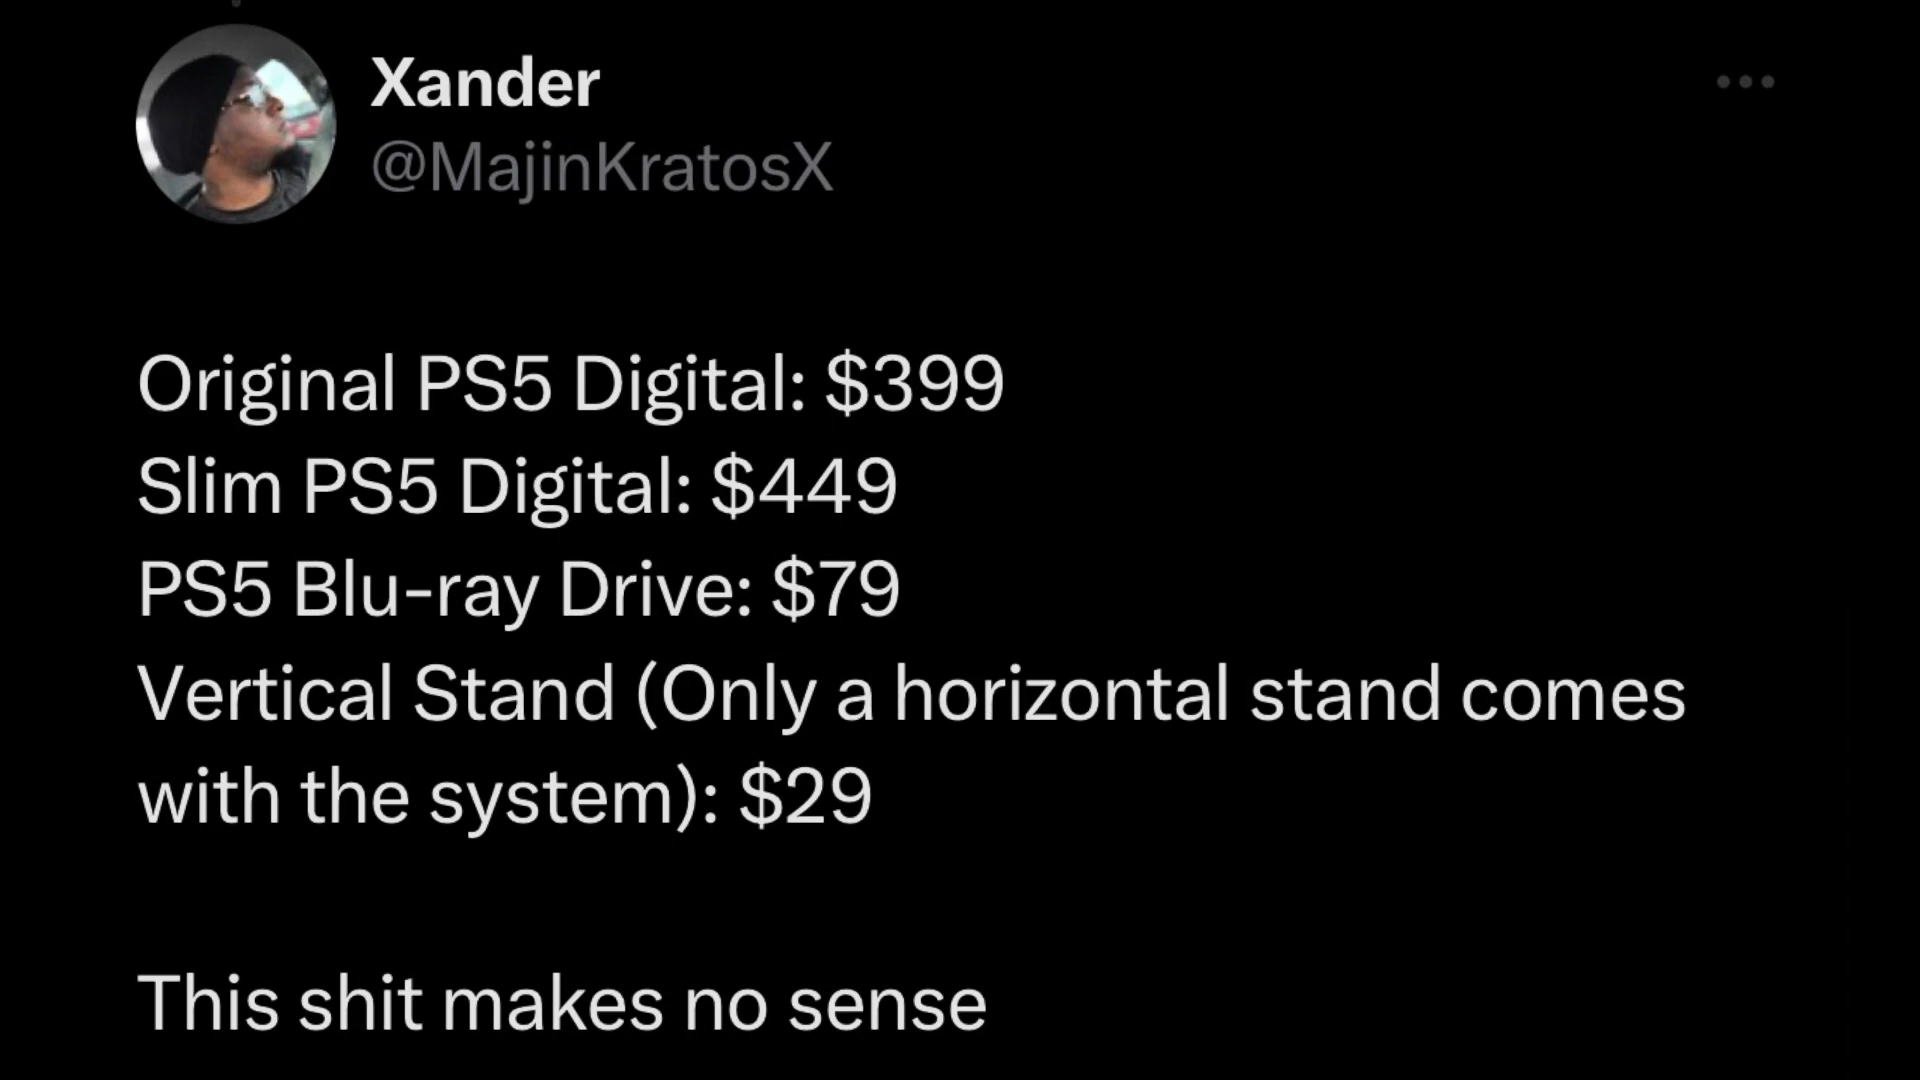 Xander
@MajinKratosX
Original PS5 Digital: $399
Slim PS5 Digital: $449
PS5 Blu-ray Drive: $79
Vertical Stand (Only a horizontal stand comes
with the system): $29
This shit makes no sense